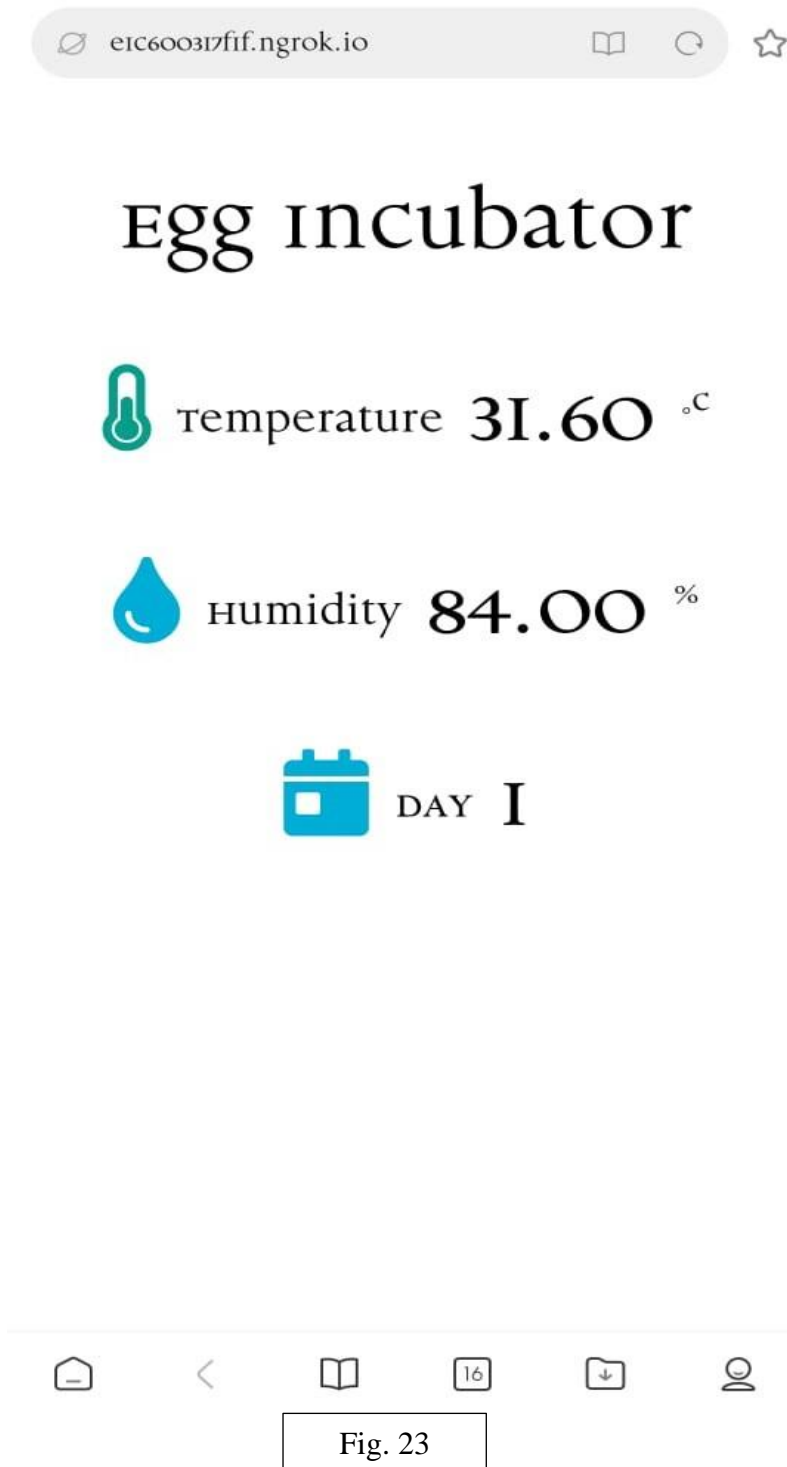 e1c600317f1f.ngrok.io
Egg Incubator
Temperature 31.60 °C
Humidity 84.00 %
DAY 1
16
Fig. 23